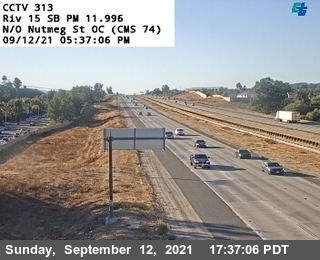 CCTV 313
Riv 15 SB PM 11.996
N/O Nutmeg St OC (CMS 74)
09/12/21 05:37:06 PM
Sunday, September 12, 2021 17:37:06 PDT